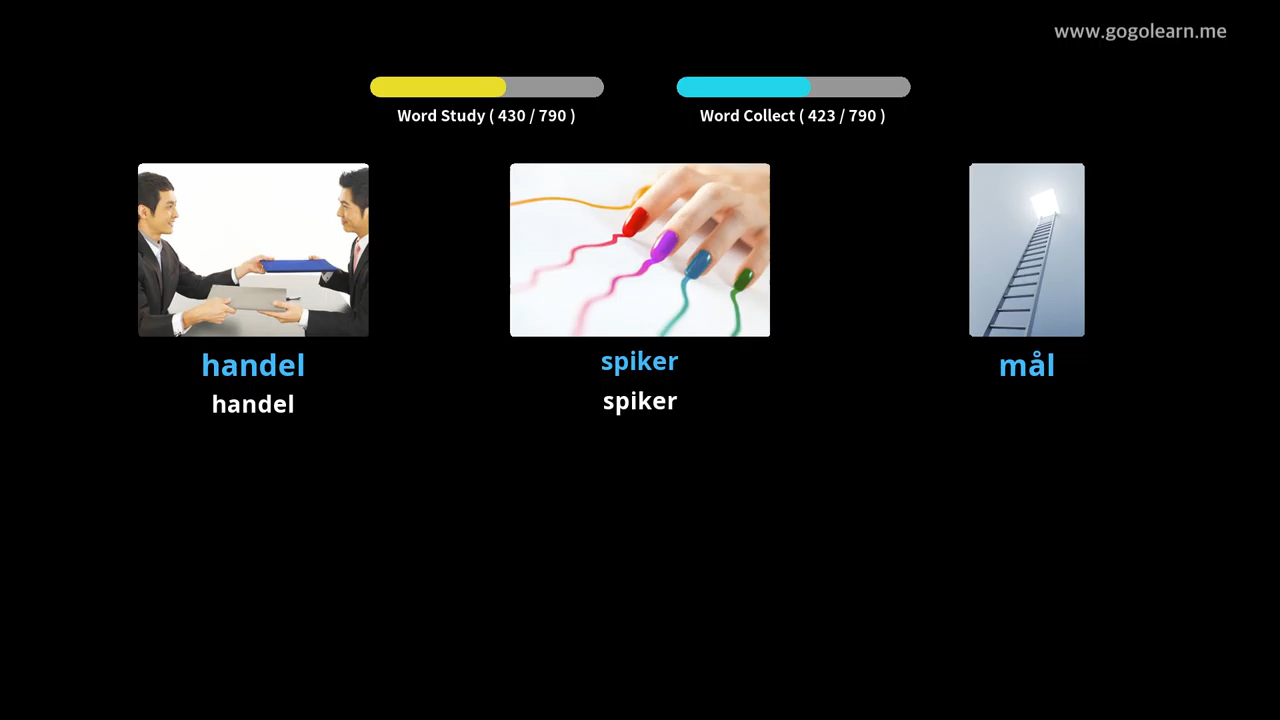 www.gogolearn.me
Word Study ( 430 / 790 )
Word Collect ( 423 / 790 )
handel
handel
spiker
spiker
mål